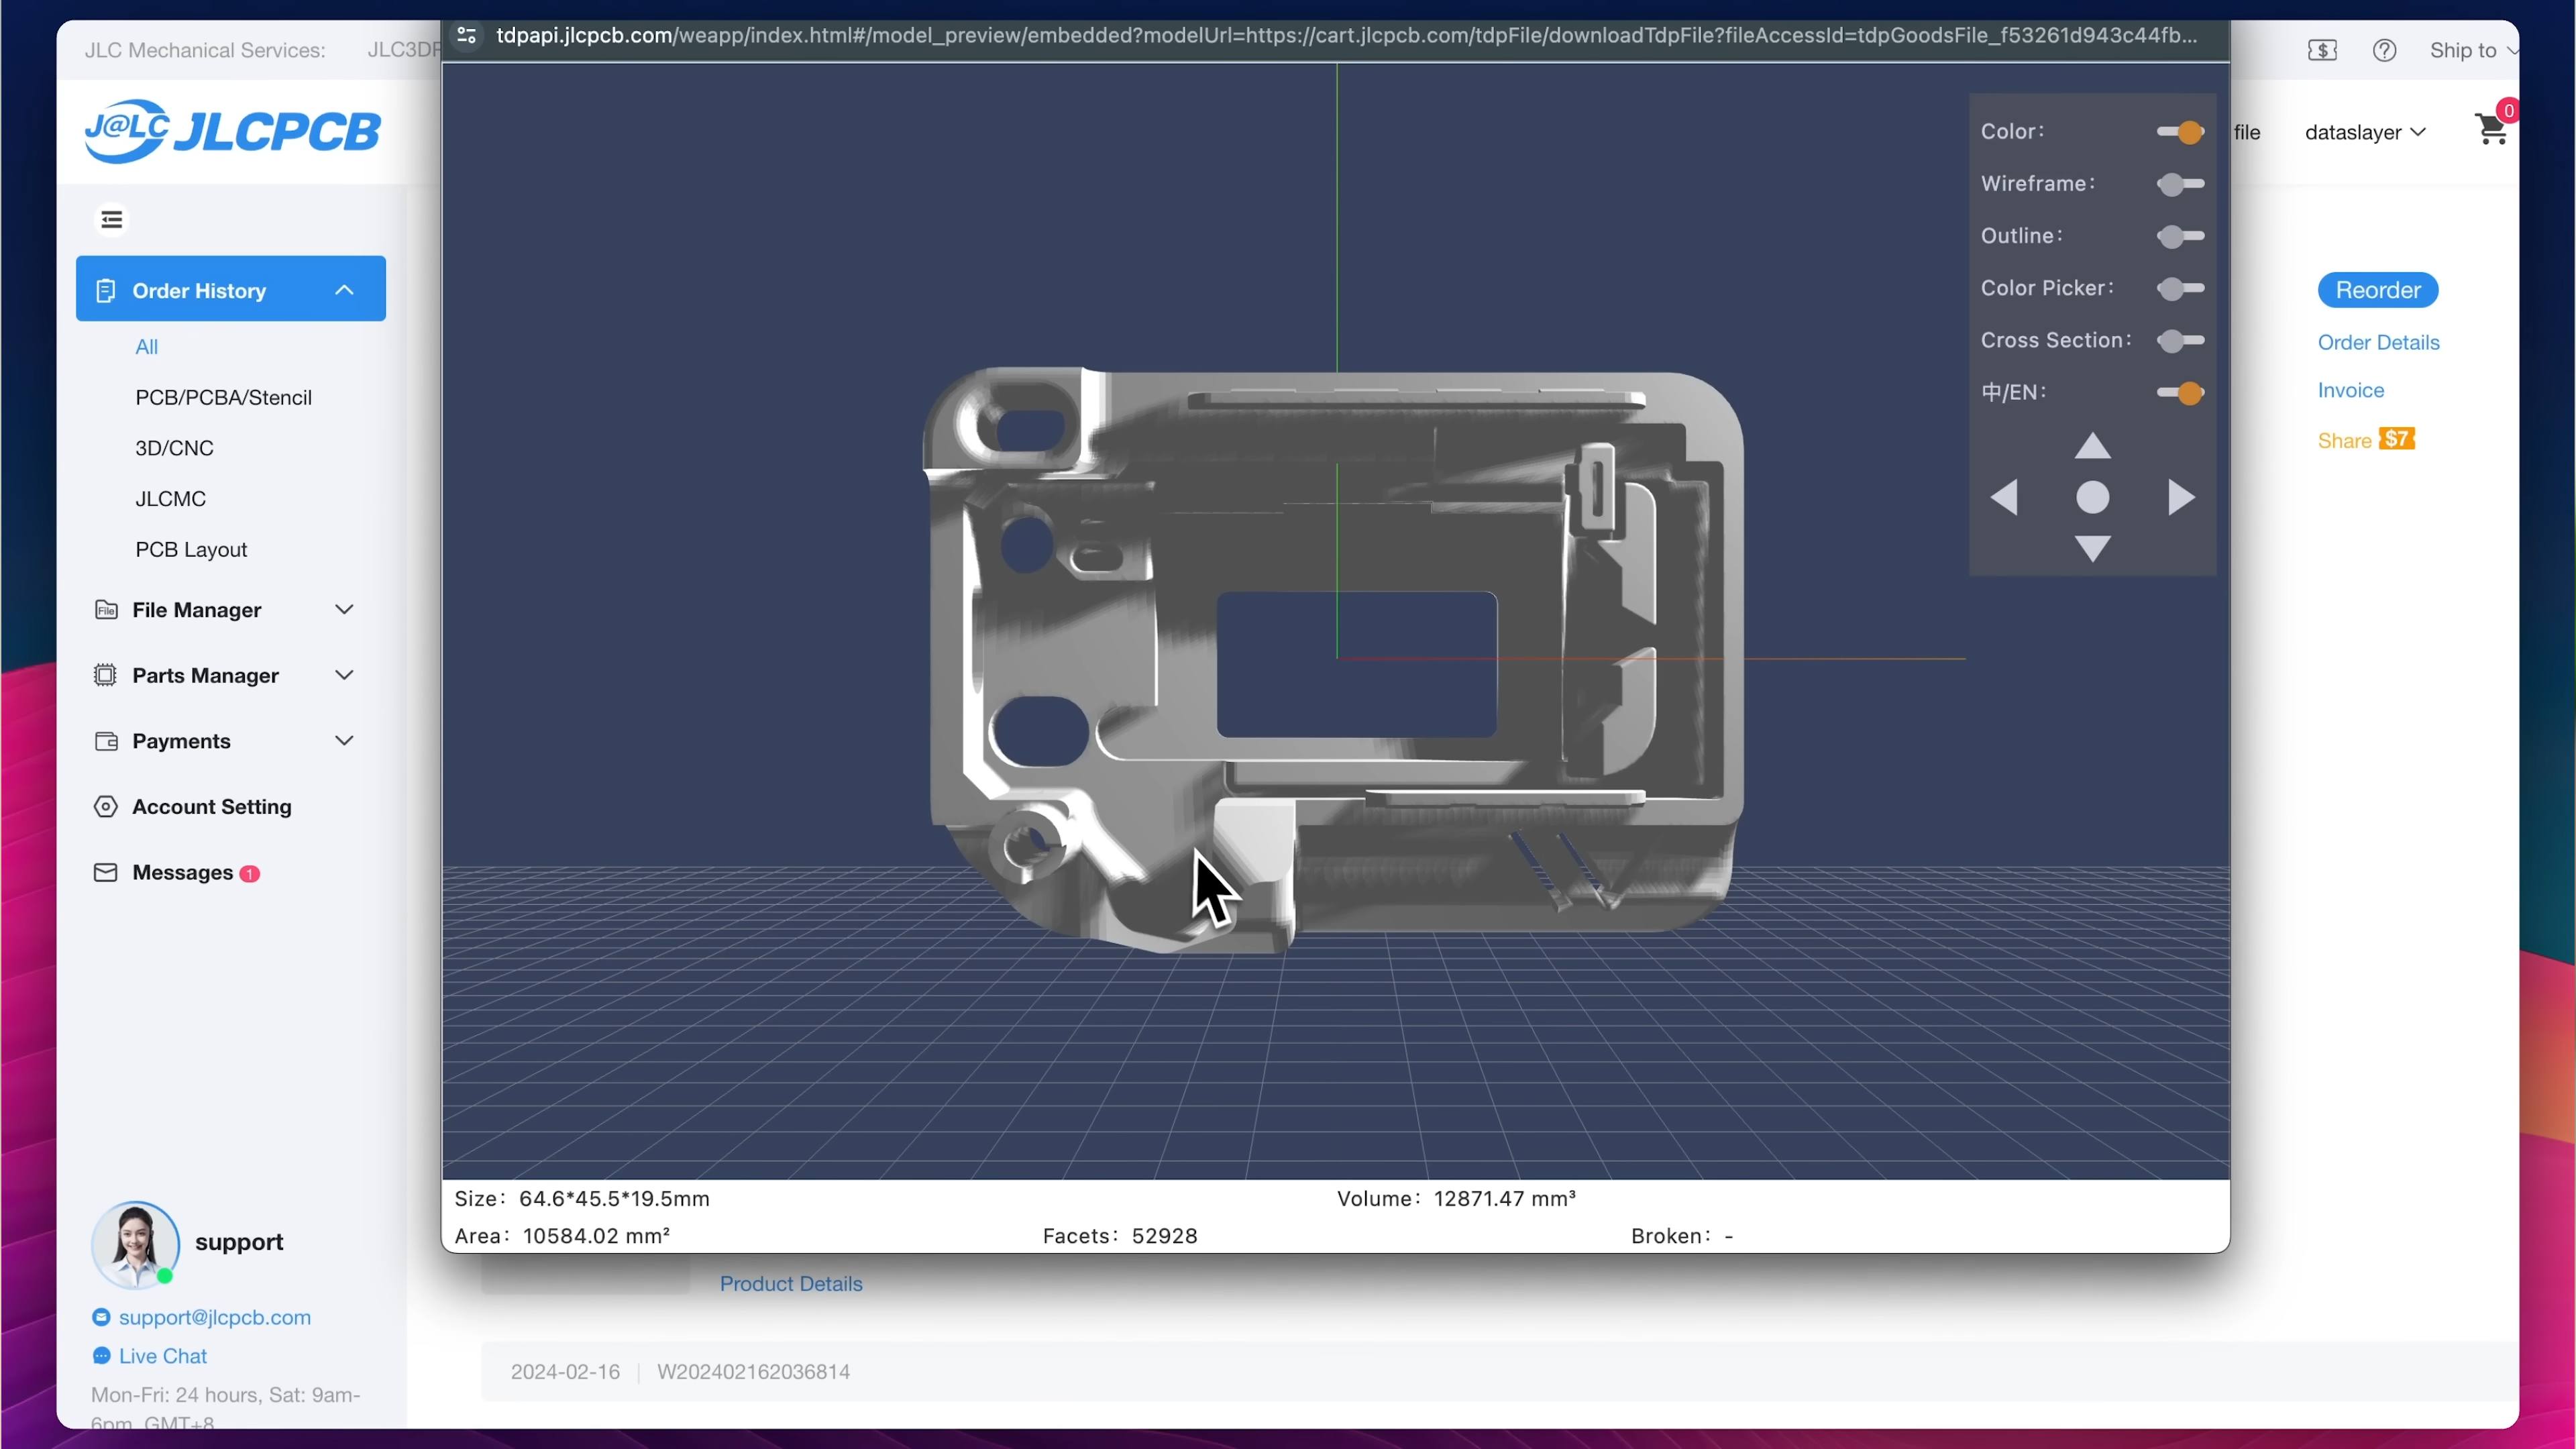 JLC Mechanical Services:
tdpapi.jlcpcb.com/weapp/index.html#/model_preview/embedded?modelUrl=https://cart.jlcpcb.com/tdpFile/downloadTdpFile?fileAccessId=tdpGoodsFile_f53261d943c44fb...
Ship to
J@LC JLCPCB
file
dataslayer
0
Order History
All
PCB/PCBA/Stencil
3D/CNC
JLCMC
PCB Layout
File Manager
Parts Manager
Payments
Account Setting
Messages 1
Color:
Wireframe:
Outline:
Color Picker:
Cross Section:
中/EN:
Reorder
Order Details
Invoice
Share $7
Size: 64.6*45.5*19.5mm
Volume: 12871.47 mm³
Area: 10584.02 mm²
Facets: 52928
Broken: -
Product Details
2024-02-16 | W202402162036814
support
support@jlcpcb.com
Live Chat
Mon-Fri: 24 hours, Sat: 9am-
6pm, GMT+8